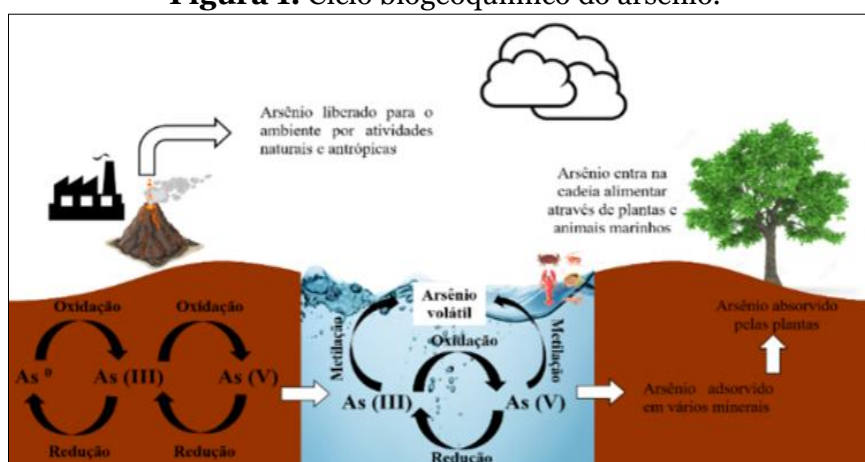 Figura 1. Ciclo biogeoquímico do arsênio.
Arsênio liberado para o
ambiente por atividades
naturais e antrópicas
Arsênio entra na
cadeia alimentar
através de plantas e
animais marinhos
Oxidação
Oxidação
As ⁰
As (III)
As (V)
Redução
Redução
Arsênio
volátil
Metilação
Metilação
Oxidação
As (III)
As (V)
Redução
Arsênio absorvido
pelas plantas
Arsênio adsorvido
em vários minerais